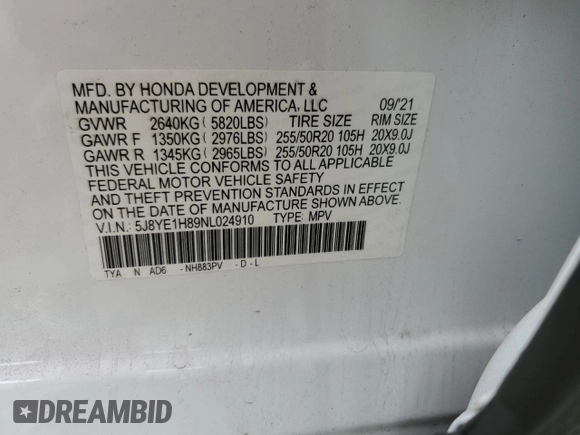 MFD. BY HONDA DEVELOPMENT &
MANUFACTURING OF AMERICA, LLC 09/21
GVWR 2640KG ( 5820LBS) TIRE SIZE RIM SIZE
GAWR F 1350KG ( 2976LBS) 255/50R20 105H 20X9.0J
GAWR R 1345KG ( 2965LBS) 255/50R20 105H 20X9.0J
THIS VEHICLE CONFORMS TO ALL APPLICABLE
FEDERAL MOTOR VEHICLE SAFETY
AND THEFT PREVENTION STANDARDS IN EFFECT
ON THE DATE OF MANUFACTURE SHOWN ABOVE.
V.I.N.: 5J8YE1H89NL024910 TYPE: MPV
TYA N AD6 -NH883PV -D-L
DREAMBID